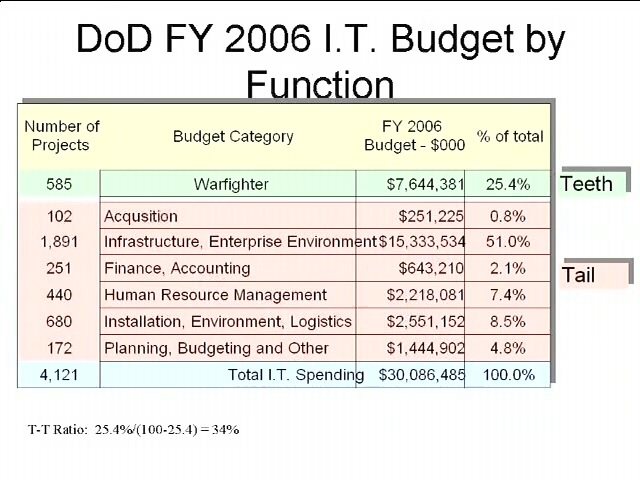 DoD FY 2006 I.T. Budget by
Function
Number of Projects Budget Category FY 2006 Budget - $000 % of total
585 Warfighter $7,644,381 25.4% Teeth
102 Acqusition $251,225 0.8%
1,891 Infrastructure, Enterprise Environment $15,333,534 51.0%
251 Finance, Accounting $643,210 2.1% Tail
440 Human Resource Management $2,218,081 7.4%
680 Installation, Environment, Logistics $2,551,152 8.5%
172 Planning, Budgeting and Other $1,444,902 4.8%
4,121 Total I.T. Spending $30,086,485 100.0%
T-T Ratio: 25.4%/(100-25.4) = 34%